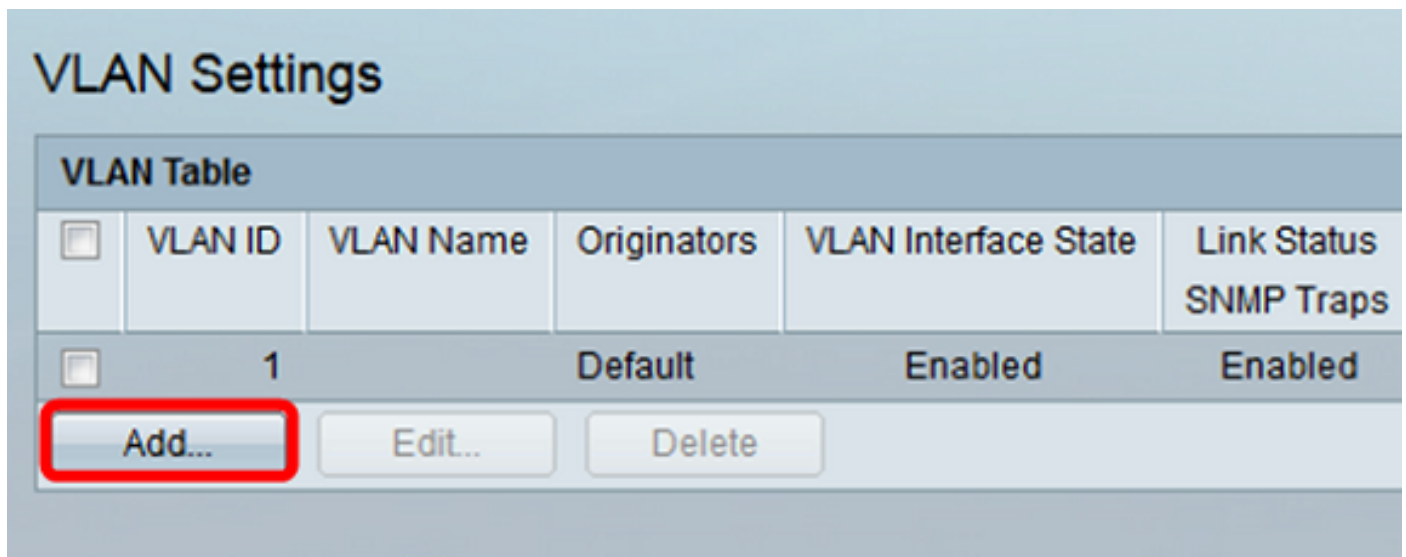 VLAN Settings
VLAN Table
VLAN ID VLAN Name Originators VLAN Interface State Link Status
SNMP Traps
1 Default Enabled Enabled
Add... Edit... Delete